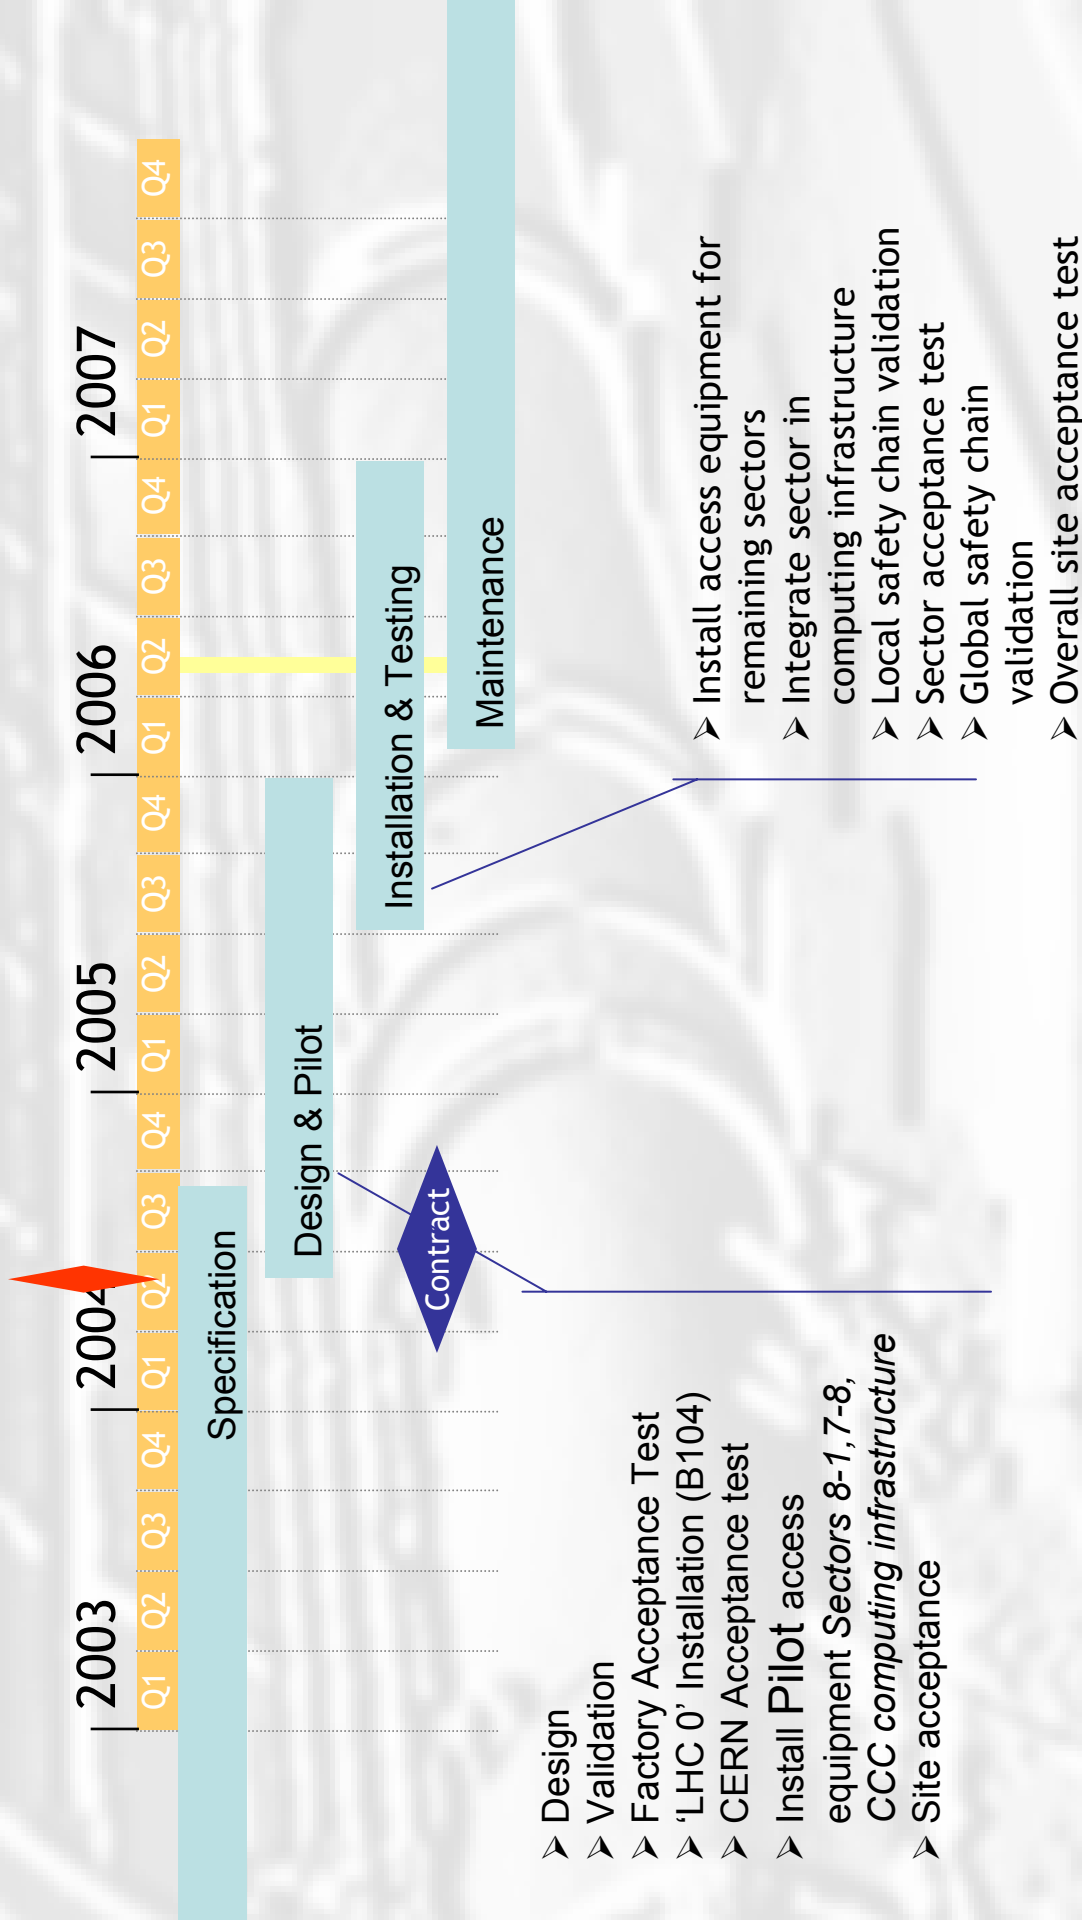 2003 2004 2005 2006 2007
Q1 Q2 Q3 Q4 Q1 Q2 Q3 Q4 Q1 Q2 Q3 Q4 Q1 Q2 Q3 Q4 Q1 Q2 Q3 Q4
Specification
Design & Pilot
Installation & Testing
Contract
Maintenance
➢ Design
➢ Validation
➢ Factory Acceptance Test
➢ ‘LHC 0’ Installation (B104)
➢ CERN Acceptance test
➢ Install Pilot access
equipment Sectors 8-1,7-8,
CCC computing infrastructure
➢ Site acceptance
➢ Install access equipment for
remaining sectors
➢ Integrate sector in
computing infrastructure
➢ Local safety chain validation
➢ Sector acceptance test
➢ Global safety chain
validation
➢ Overall site acceptance test